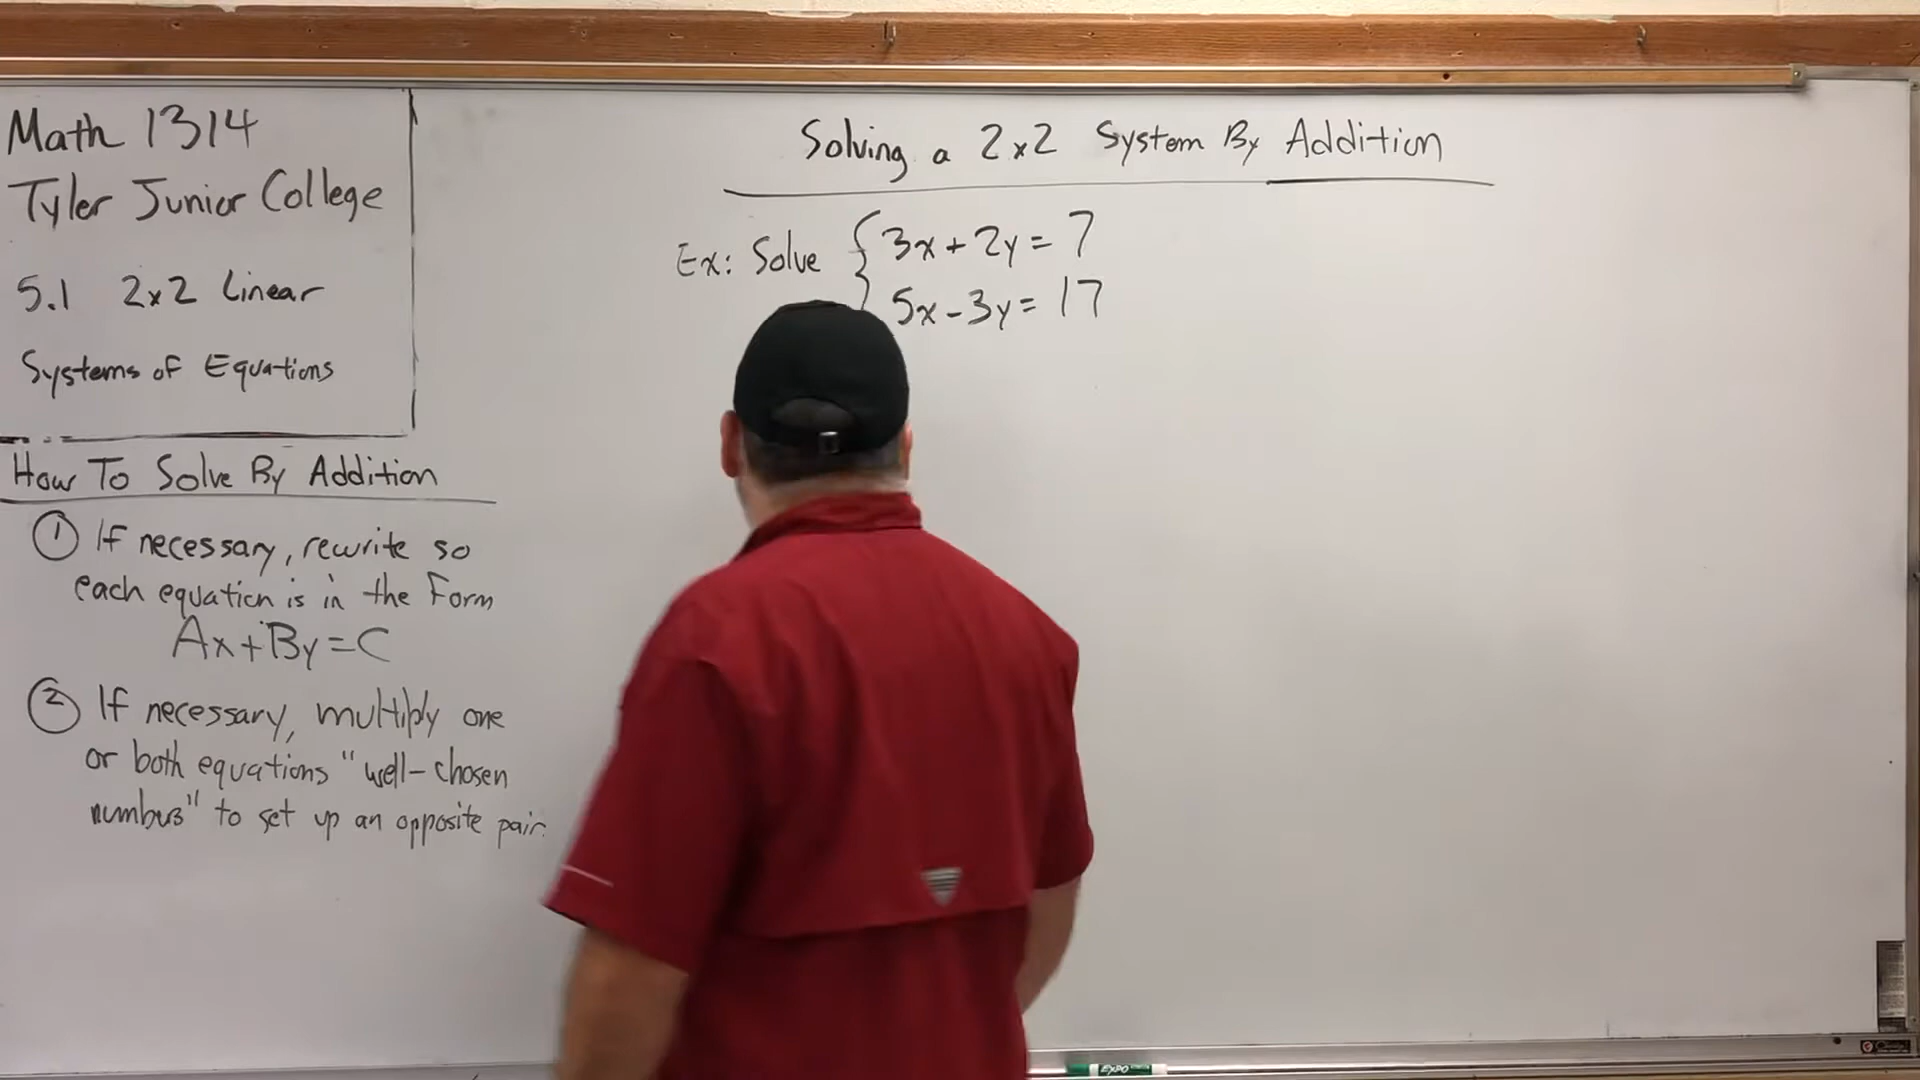 Math 1314
Tyler Junior College
5.1 2x2 Linear
Systems of Equations
How To Solve By Addition
① If necessary, rewrite so
each equation is in the Form
Ax+By=C
② If necessary, multiply one
or both equations "well-chosen
numbers" to set up an opposite pair.
Solving a 2x2 System By Addition
Ex: Solve { 3x+2y=7
5x-3y=17
EXPO